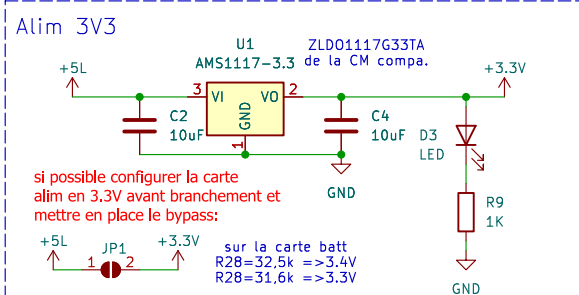 Alim 3V3
U1
AMS1117-3.3
ZLDO1117G33TA
de la CM compa.
+5L
+3.3V
3 VI VO 2
GND
1
C2
10uF
C4
10uF
D3
LED
GND
R9
1K
GND
si possible configurer la carte
alim en 3.3V avant branchement et
mettre en place le bypass:
+5L
JP1
+3.3V
1 2
sur la carte batt
R28=32,5k =>3.4V
R28=31,6k =>3.3V